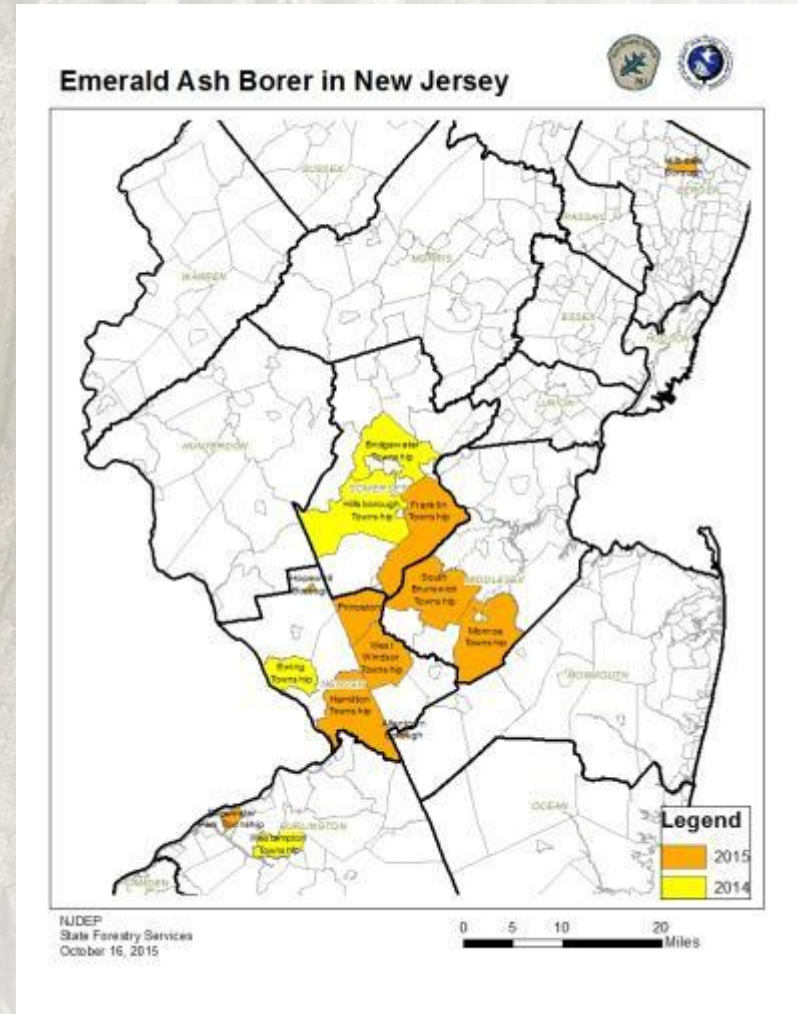 Emerald Ash Borer in New Jersey
NJ
SUSSEX
Borough
BERGEN
PASSAIC
WARREN
MORRIS
ESSEX
HUDSON
UNION
HUNTERDON
Bridgewater
Township
SOMERSET
Hillsborough
Township
Franklin
Township
Hopewell
South
Brunswick
Township
MIDDLESEX
Princeton
Monroe
Township
West
Windsor
Township
Ewing
Township
MERCER
MONMOUTH
Hamilton
Township
Allentown
Borough
OCEAN
Park Township
BURLINGTON
Westampton
Township
CAMDEN
Legend
2015
2014
NJDEP
State Forestry Services
October 16, 2015
0 5 10 20
Miles